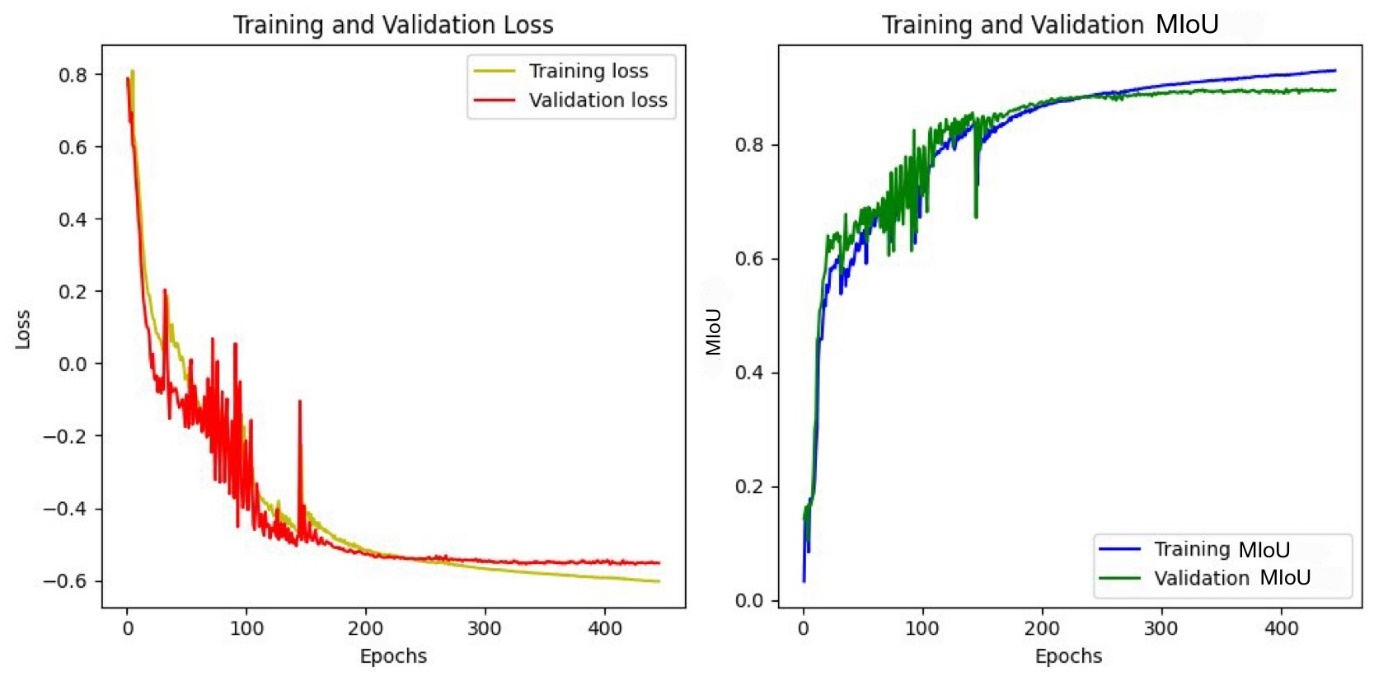 Training and Validation Loss
Training loss
Validation loss
0.8
0.6
0.4
0.2
0.0
−0.2
−0.4
−0.6
Loss
0
100
200
300
400
Epochs
Training and Validation MIoU
0.8
0.6
0.4
0.2
0.0
MIoU
Training MIoU
Validation MIoU
0
100
200
300
400
Epochs